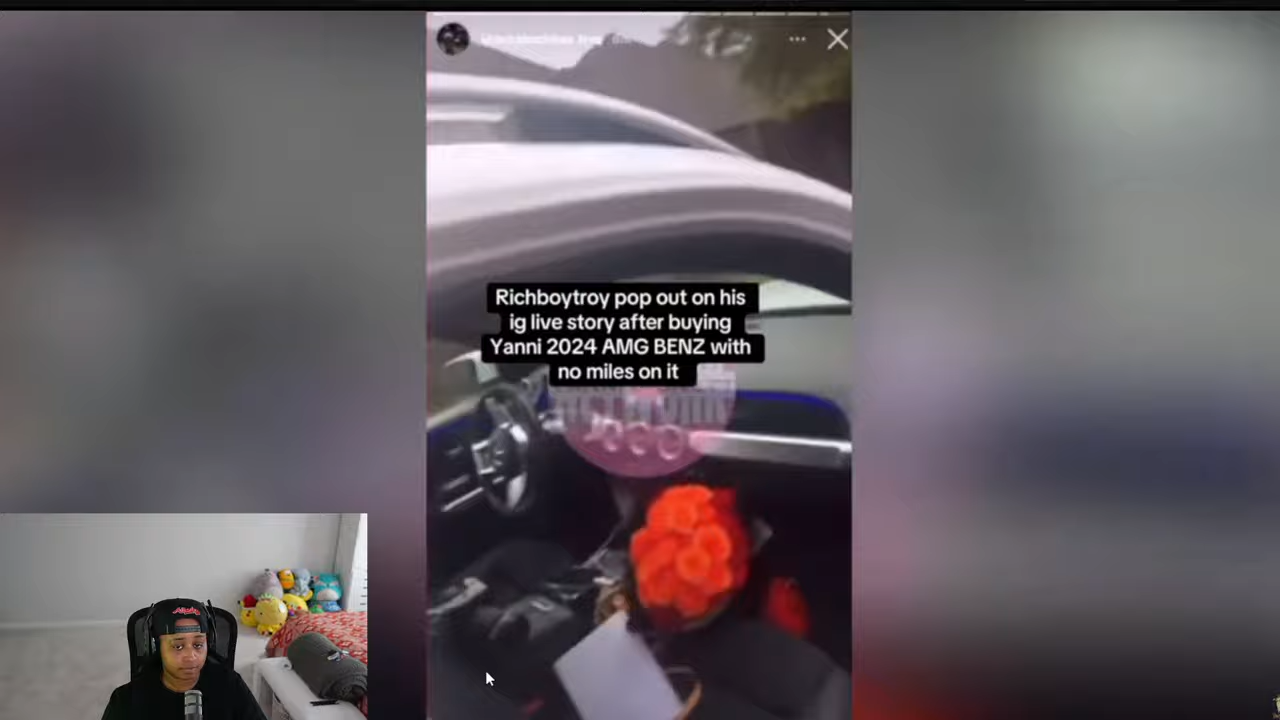 Richboytroy pop out on his
ig live story after buying
Yanni 2024 AMG BENZ with
no miles on it